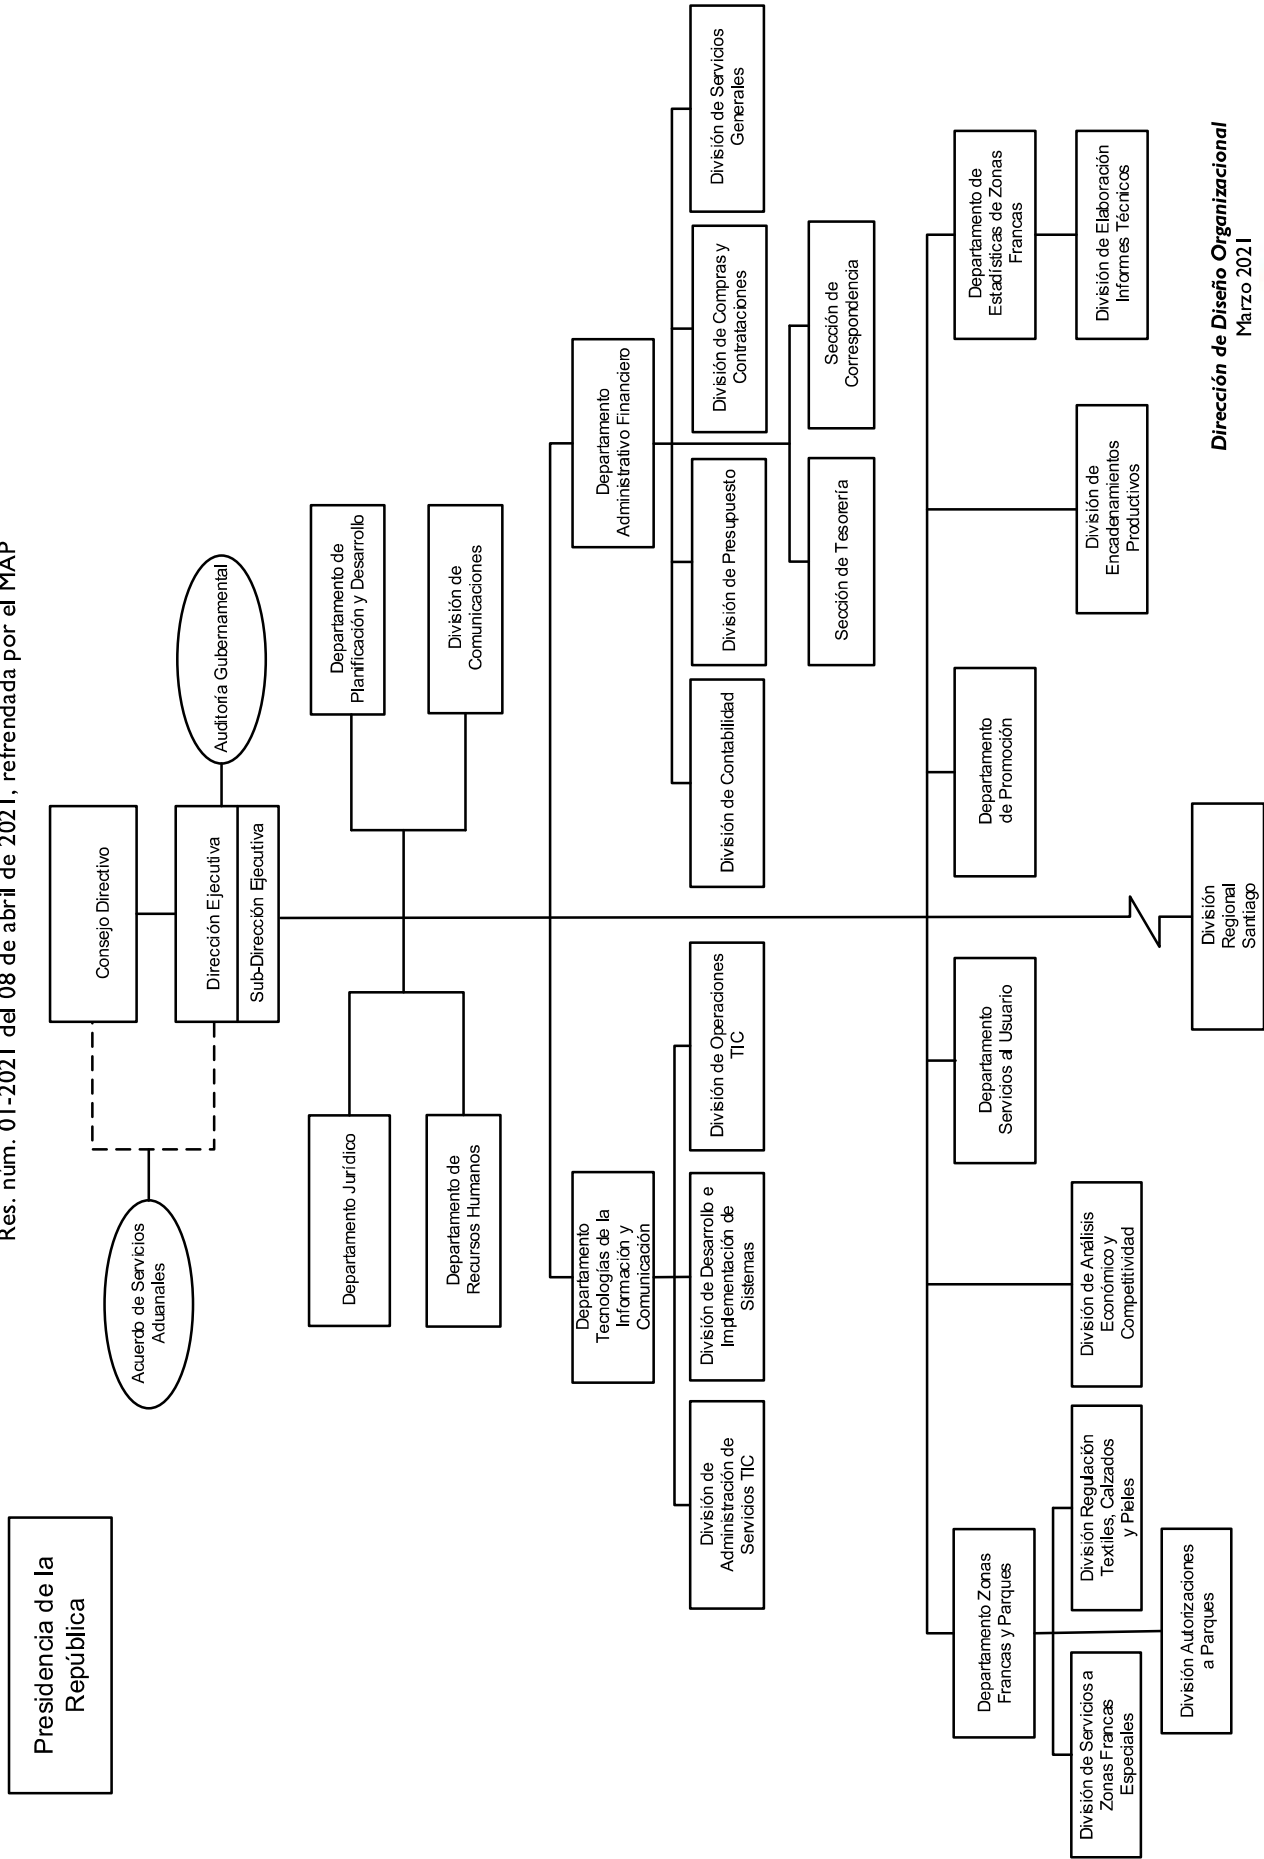 Res. núm. 01-2021 del 08 de abril de 2021, refrendada por el MAP
Presidencia de la
República
Consejo Directivo
Acuerdo de Servicios
Aduanales
Dirección Ejecutiva
Sub-Dirección Ejecutiva
Auditoría Gubernamental
Departamento Jurídico
Departamento de
Planificación y Desarrollo
Departamento de
Recursos Humanos
División de
Comunicaciones
Departamento
Tecnologías de la
Información y
Comunicación
Departamento
Administrativo Financiero
División de
Administración de
Servicios TIC
División de Desarrollo e
Implementación de
Sistemas
División de Operaciones
TIC
División de Contabilidad
División de Presupuesto
División de Compras y
Contrataciones
División de Servicios
Generales
Sección de Tesorería
Sección de
Correspondencia
Departamento Zonas
Francas y Parques
Departamento
Servicios al Usuario
Departamento
de Promoción
Departamento de
Estadísticas de Zonas
Francas
División de Servicios a
Zonas Francas
Especiales
División Regulación
Textiles, Calzados
y Pieles
División de Análisis
Económico y
Competitividad
División de
Encadenamientos
Productivos
División de Elaboración
Informes Técnicos
División Autorizaciones
a Parques
División
Regional
Santiago
Dirección de Diseño Organizacional
Marzo 2021